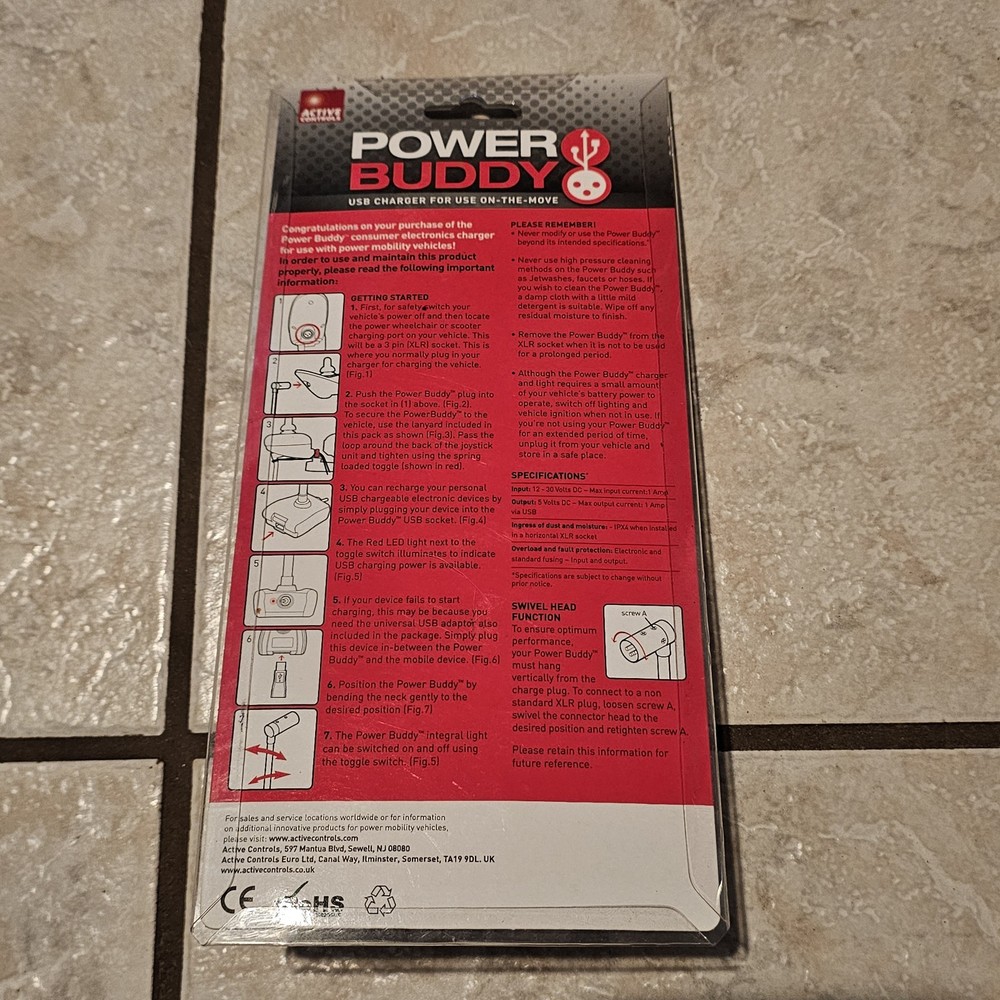 ACTIVE
CONTROLS
POWER
BUDDY
USB CHARGER FOR USE ON-THE-MOVE
Congratulations on your purchase of the
Power Buddy™ consumer electronics charger
for use with power mobility vehicles!
In order to use and maintain this product
properly, please read the following important
information:
GETTING STARTED
1. First, for safety switch your
vehicle's power off and then locate
the power wheelchair or scooter
charging port on your vehicle. This
will be a 3 pin (XLR) socket. This is
where you normally plug in your
charger for charging the vehicle.
(Fig.1)
2. Push the Power Buddy™ plug into
the socket in (1) above. (Fig.2).
To secure the PowerBuddy™ to the
vehicle, use the lanyard included in
this pack as shown (Fig.3). Pass the
loop around the back of the joystick
unit and tighten using the spring
loaded toggle (shown in red).
3. You can recharge your personal
USB chargeable electronic devices by
simply plugging your device into the
Power Buddy™ USB socket. (Fig.4)
4. The Red LED light next to the
toggle switch illuminates to indicate
USB charging power is available.
(Fig.5)
5. If your device fails to start
charging, this may be because you
need the universal USB adaptor also
included in the package. Simply plug
this device in-between the Power
Buddy™ and the mobile device. (Fig.6)
6. Position the Power Buddy™ by
bending the neck gently to the
desired position (Fig.7)
7. The Power Buddy™ integral light
can be switched on and off using
the toggle switch. (Fig.5)
1
2
3
4
5
6
7
PLEASE REMEMBER!
• Never modify or use the Power Buddy™
beyond its intended specifications.
• Never use high pressure cleaning
methods on the Power Buddy such
as Jetwashes, faucets or hoses. If
you wish to clean the Power Buddy™,
a damp cloth with a little mild
detergent is suitable. Wipe off any
residual moisture to finish.
• Remove the Power Buddy™ from the
XLR socket when it is not to be used
for a prolonged period.
• Although the Power Buddy™ charger
and light requires a small amount
of your vehicle's battery power to
operate, switch off lighting and
vehicle ignition when not in use. If
you're not using your Power Buddy™
for an extended period of time,
unplug it from your vehicle and
store in a safe place.
SPECIFICATIONS*
Input: 12 - 30 Volts DC – Max input current:1 Amp
Output: 5 Volts DC – Max output current: 1 Amp
via USB
Ingress of dust and moisture: - IPX4 when installed
in a horizontal XLR socket
Overload and fault protection: Electronic and
standard fusing – Input and output.
*Specifications are subject to change without
prior notice.
SWIVEL HEAD
FUNCTION
To ensure optimum
performance,
your Power Buddy™
must hang
vertically from the
charge plug. To connect to a non
standard XLR plug, loosen screw A,
swivel the connector head to the
desired position and retighten screw A.
screw A
Please retain this information for
future reference.
For sales and service locations worldwide or for information
on additional innovative products for power mobility vehicles,
please visit: www.activecontrols.com
Active Controls, 597 Mantua Blvd, Sewell, NJ 08080
Active Controls Euro Ltd, Canal Way, Ilminster, Somerset, TA19 9DL. UK
www.activecontrols.co.uk
CE
RoHS